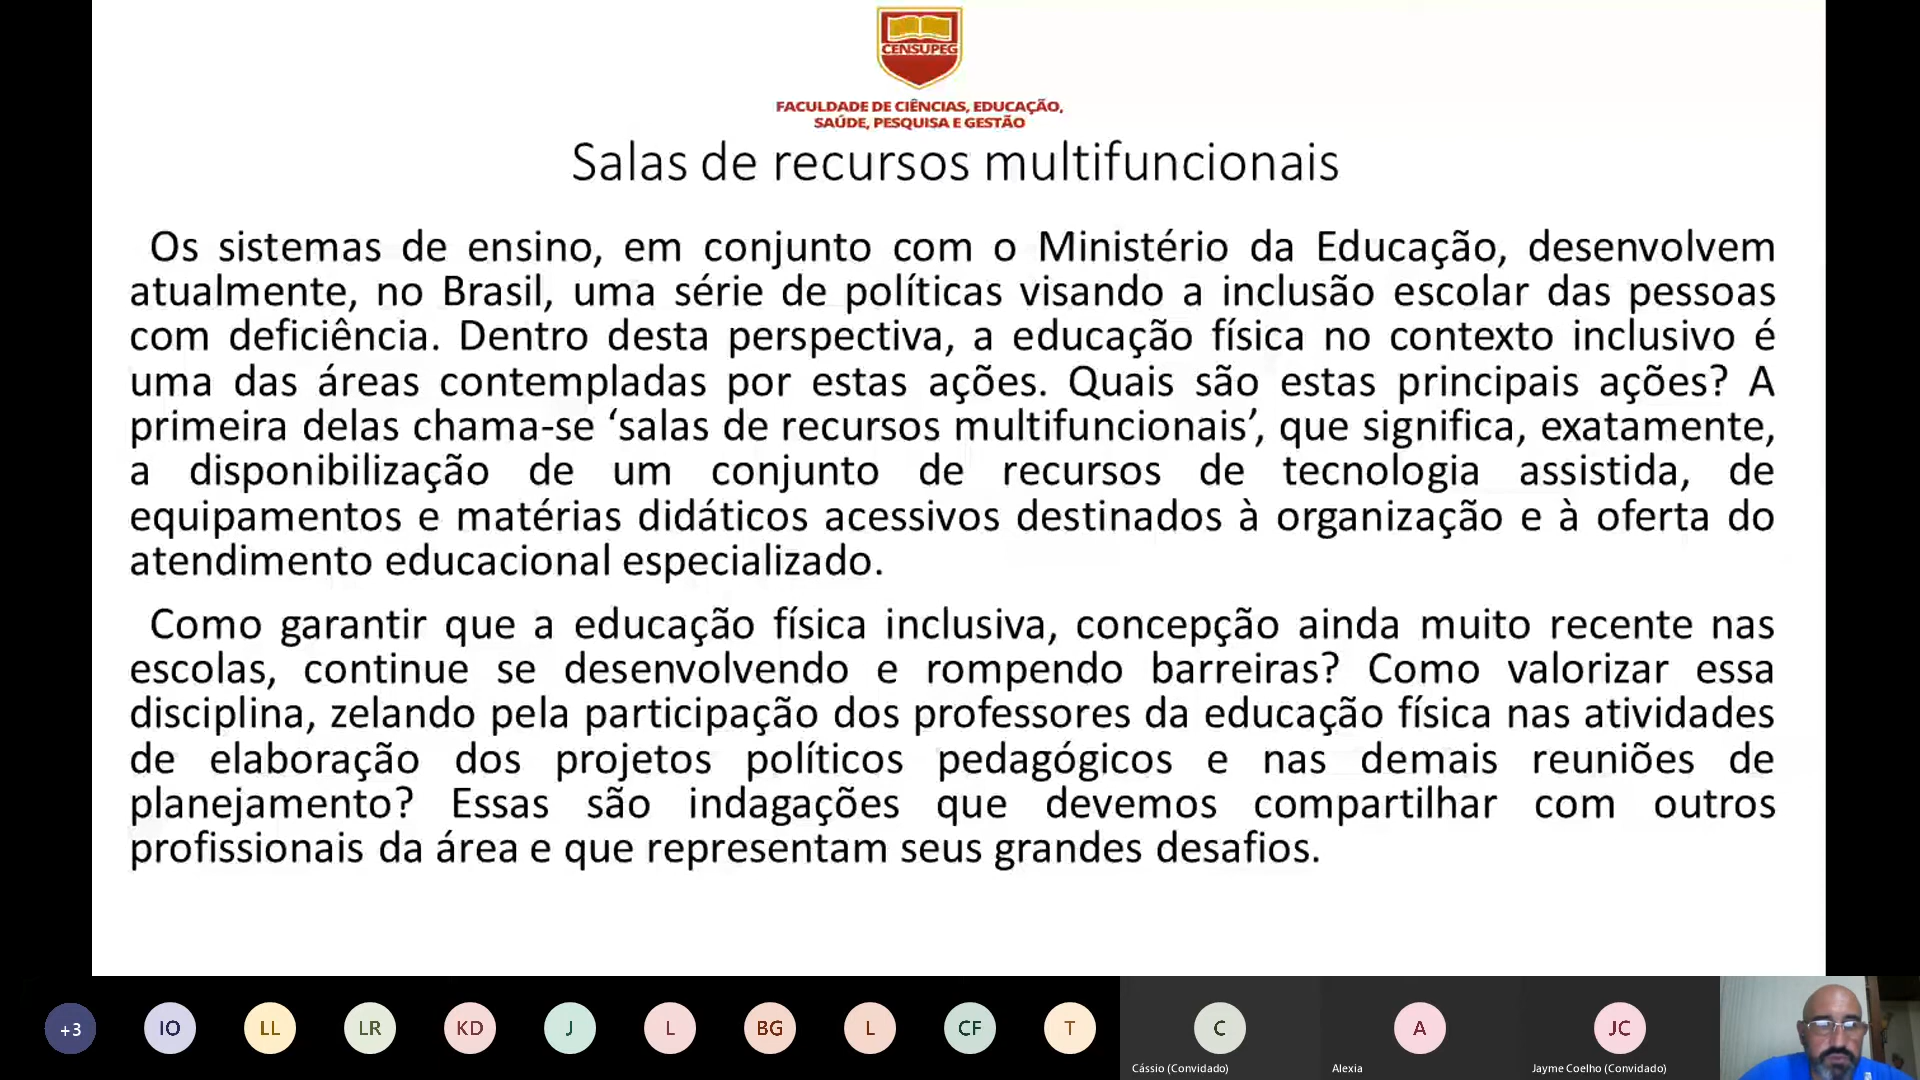 CENSUPEG
FACULDADE DE CIÊNCIAS, EDUCAÇÃO,
SAÚDE, PESQUISA E GESTÃO
Salas de recursos multifuncionais
Os sistemas de ensino, em conjunto com o Ministério da Educação, desenvolvem
atualmente, no Brasil, uma série de políticas visando a inclusão escolar das pessoas
com deficiência. Dentro desta perspectiva, a educação física no contexto inclusivo é
uma das áreas contempladas por estas ações. Quais são estas principais ações? A
primeira delas chama-se ‘salas de recursos multifuncionais’, que significa, exatamente,
a disponibilização de um conjunto de recursos de tecnologia assistida, de
equipamentos e matérias didáticos acessivos destinados à organização e à oferta do
atendimento educacional especializado.
Como garantir que a educação física inclusiva, concepção ainda muito recente nas
escolas, continue se desenvolvendo e rompendo barreiras? Como valorizar essa
disciplina, zelando pela participação dos professores da educação física nas atividades
de elaboração dos projetos políticos pedagógicos e nas demais reuniões de
planejamento? Essas são indagações que devemos compartilhar com outros
profissionais da área e que representam seus grandes desafios.
+3 IO LL LR KD J L BG L CF T C A JC
Cássio (Convidado) Alexia Jayme Coelho (Convidado)